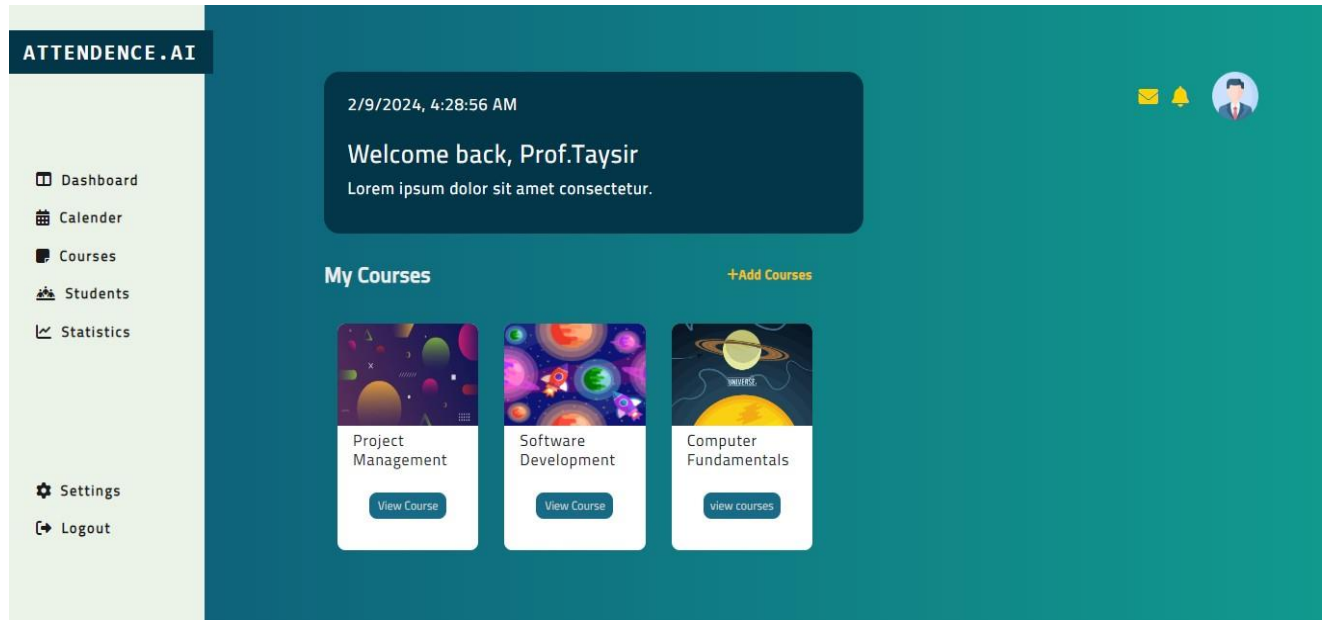 ATTENDENCE.AI
Dashboard
Calender
Courses
Students
Statistics
Settings
Logout
2/9/2024, 4:28:56 AM
Welcome back, Prof.Taysir
Lorem ipsum dolor sit amet consectetur.
My Courses
+Add Courses
Project
Management
View Course
Software
Development
View Course
UNIVERSE.
Computer
Fundamentals
view courses